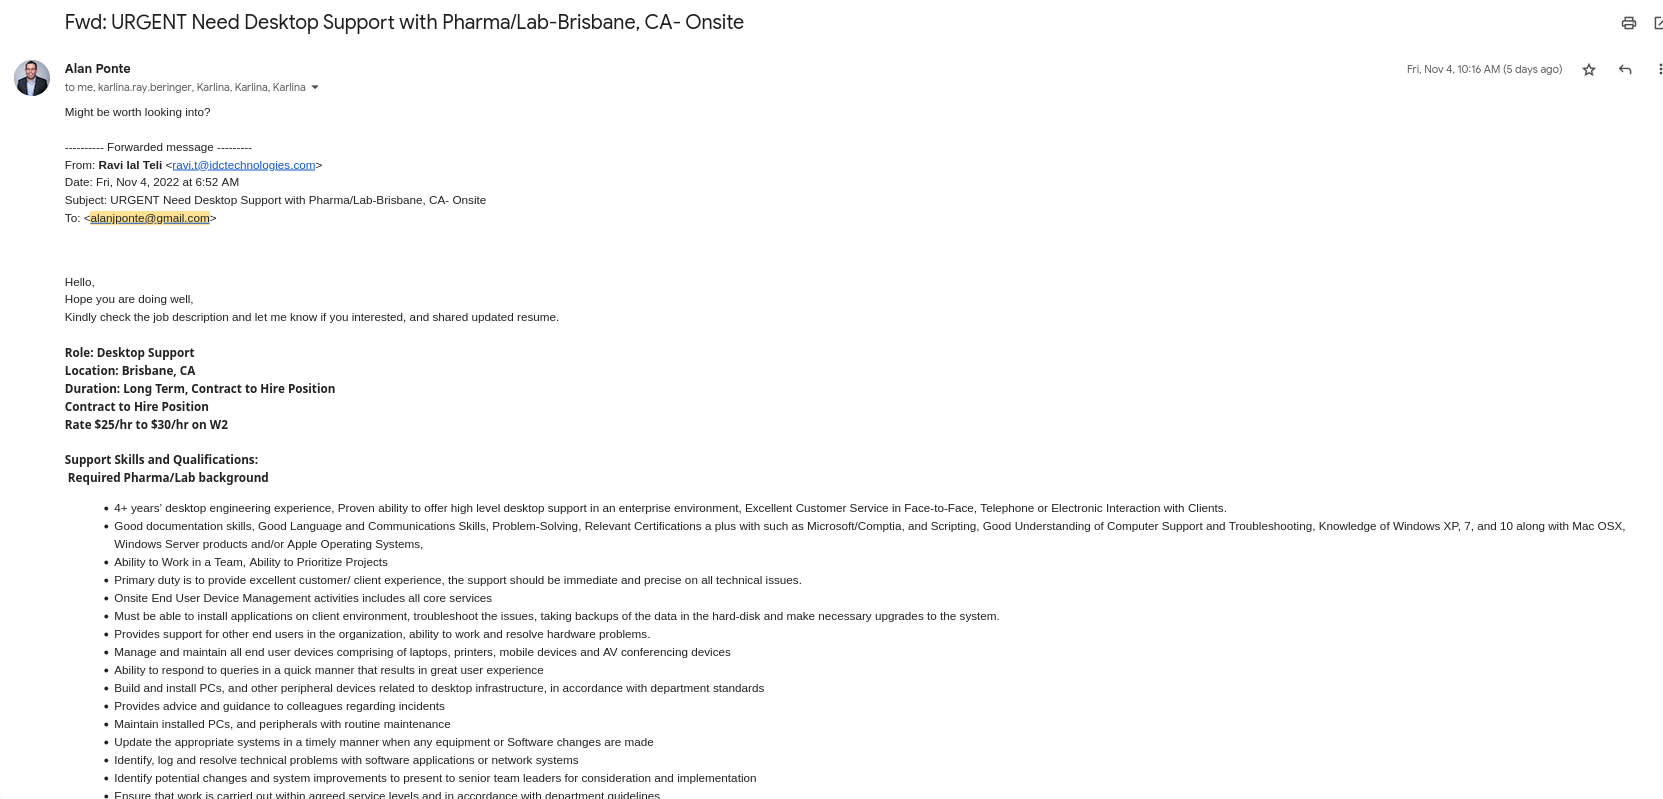 Fwd: URGENT Need Desktop Support with Pharma/Lab-Brisbane, CA- Onsite
Alan Ponte
Fri, Nov 4, 10:16 AM (5 days ago)
to me, karlina.ray.beringer, Karlina, Karlina, Karlina
Might be worth looking into?
---------- Forwarded message ---------
From: Ravi lal Teli <ravi.t@idctechnologies.com>
Date: Fri, Nov 4, 2022 at 6:52 AM
Subject: URGENT Need Desktop Support with Pharma/Lab-Brisbane, CA- Onsite
To: <alanjponte@gmail.com>
Hello,
Hope you are doing well,
Kindly check the job description and let me know if you interested, and shared updated resume.
Role: Desktop Support
Location: Brisbane, CA
Duration: Long Term, Contract to Hire Position
Contract to Hire Position
Rate $25/hr to $30/hr on W2
Support Skills and Qualifications:
Required Pharma/Lab background
• 4+ years' desktop engineering experience, Proven ability to offer high level desktop support in an enterprise environment, Excellent Customer Service in Face-to-Face, Telephone or Electronic Interaction with Clients.
• Good documentation skills, Good Language and Communications Skills, Problem-Solving, Relevant Certifications a plus with such as Microsoft/Comptia, and Scripting, Good Understanding of Computer Support and Troubleshooting, Knowledge of Windows XP, 7, and 10 along with Mac OSX,
Windows Server products and/or Apple Operating Systems,
• Ability to Work in a Team, Ability to Prioritize Projects
• Primary duty is to provide excellent customer/ client experience, the support should be immediate and precise on all technical issues.
• Onsite End User Device Management activities includes all core services
• Must be able to install applications on client environment, troubleshoot the issues, taking backups of the data in the hard-disk and make necessary upgrades to the system.
• Provides support for other end users in the organization, ability to work and resolve hardware problems.
• Manage and maintain all end user devices comprising of laptops, printers, mobile devices and AV conferencing devices
• Ability to respond to queries in a quick manner that results in great user experience
• Build and install PCs, and other peripheral devices related to desktop infrastructure, in accordance with department standards
• Provides advice and guidance to colleagues regarding incidents
• Maintain installed PCs, and peripherals with routine maintenance
• Update the appropriate systems in a timely manner when any equipment or Software changes are made
• Identify, log and resolve technical problems with software applications or network systems
• Identify potential changes and system improvements to present to senior team leaders for consideration and implementation
• Ensure that work is carried out within agreed service levels and in accordance with department guidelines